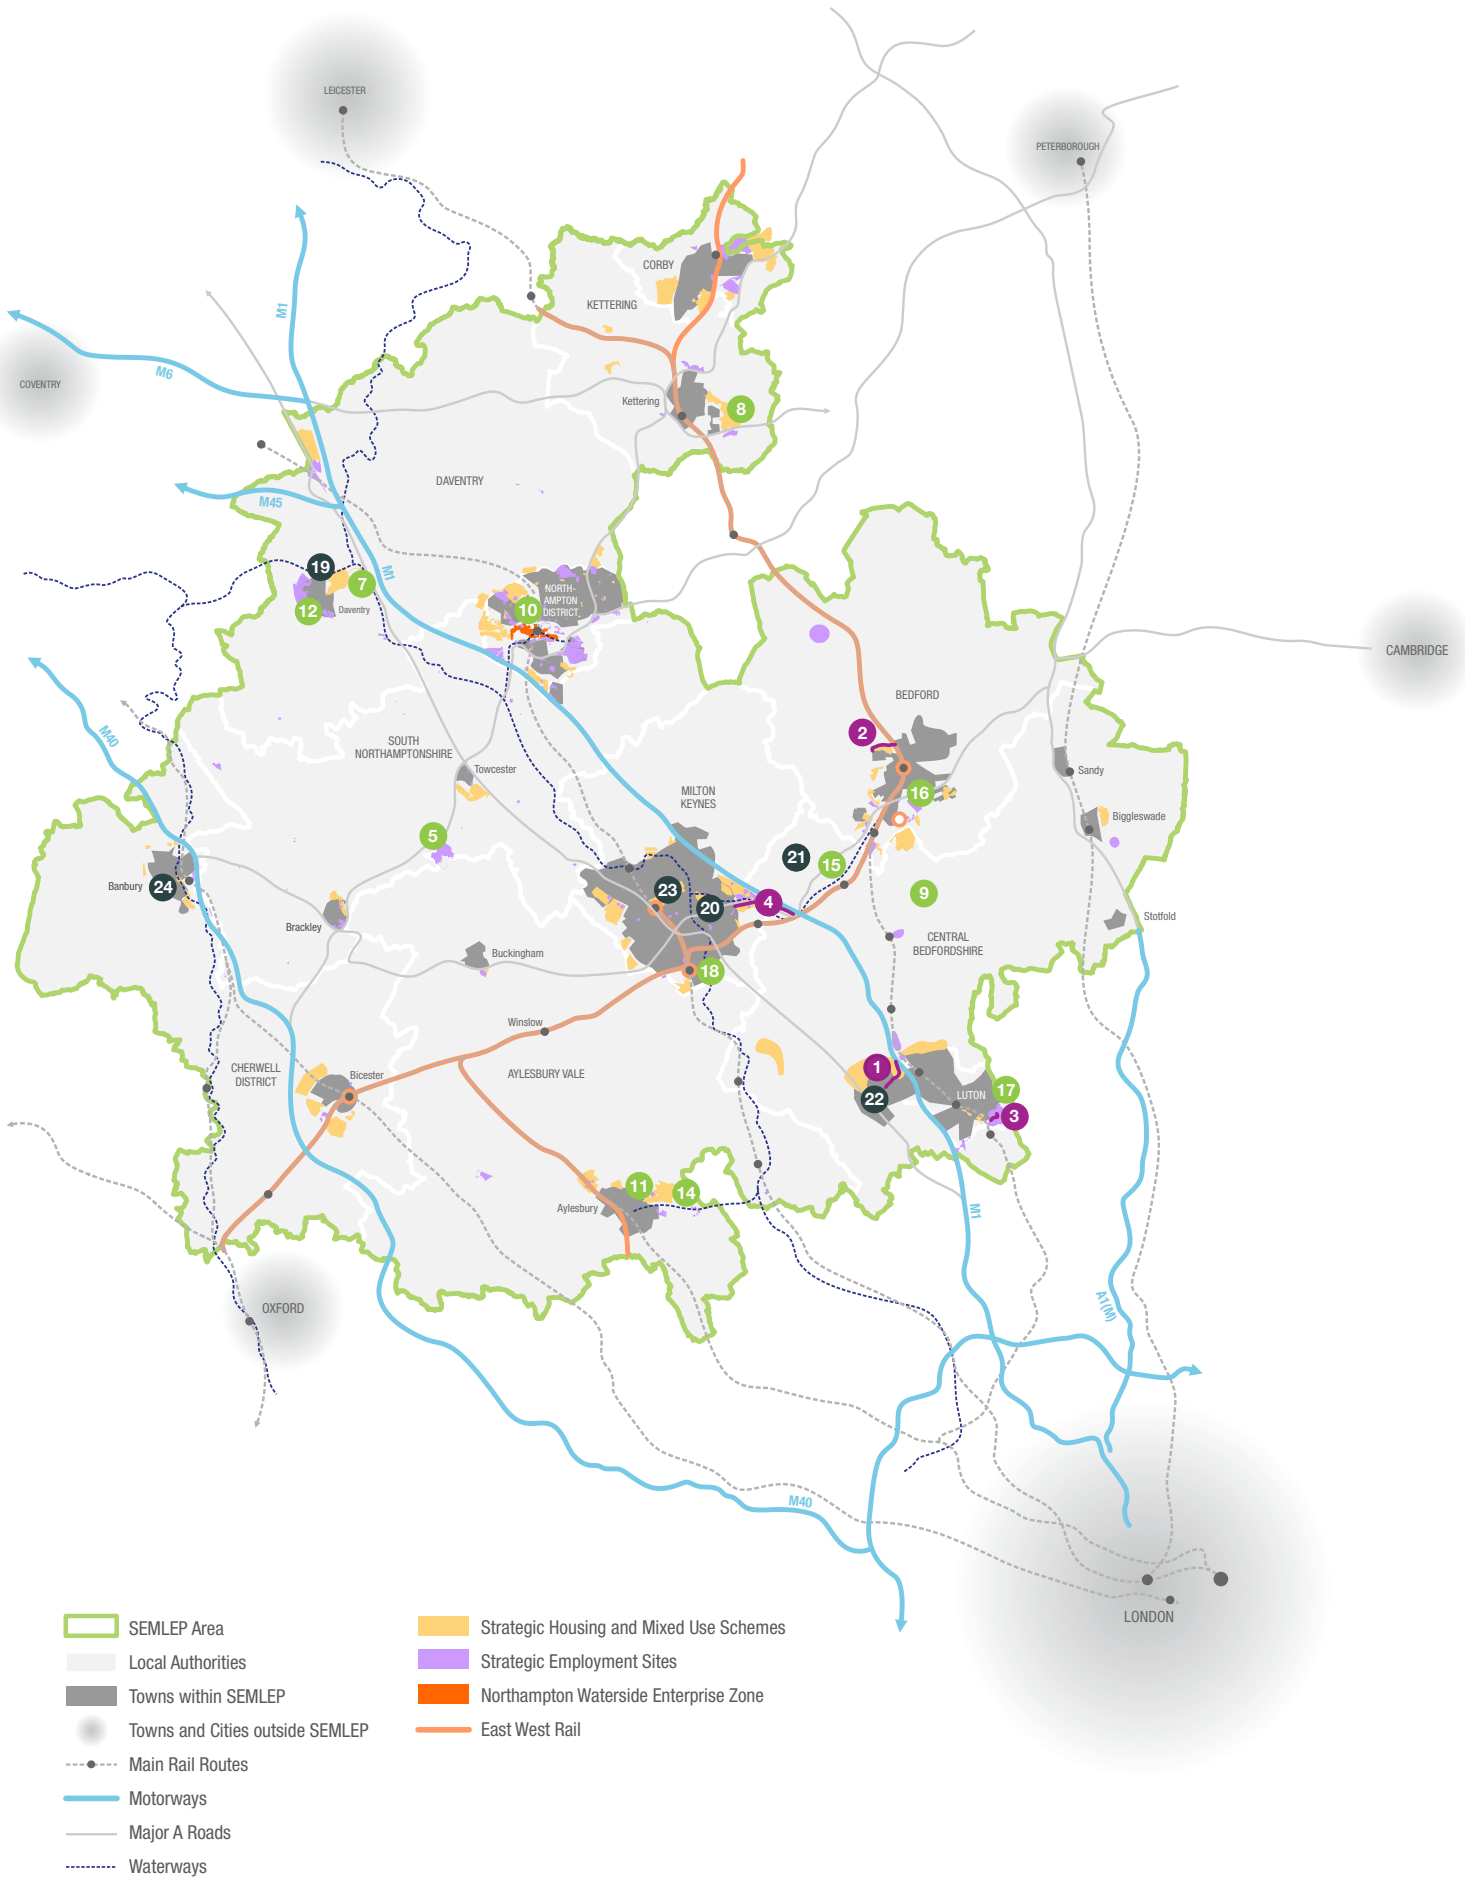 LEICESTER
PETERBOROUGH
CORBY
KETTERING
M1
M6
COVENTRY
Kettering
8
DAVENTRY
M45
19
7
12
Daventry
M1
NORTH-
AMPTON
DISTRICT
10
CAMBRIDGE
BEDFORD
2
M40
SOUTH
NORTHAMPTONSHIRE
Towcester
Sandy
MILTON
KEYNES
16
Biggleswade
5
21
15
Banbury
24
23
20
4
9
Stotfold
Brackley
CENTRAL
BEDFORDSHIRE
Buckingham
18
Winslow
CHERWELL
DISTRICT
Bicester
AYLESBURY VALE
1
22
LUTON
17
3
11
14
Aylesbury
M1
OXFORD
A1(M)
M40
LONDON
SEMLEP Area
Local Authorities
Towns within SEMLEP
Towns and Cities outside SEMLEP
Main Rail Routes
Motorways
Major A Roads
Waterways
Strategic Housing and Mixed Use Schemes
Strategic Employment Sites
Northampton Waterside Enterprise Zone
East West Rail